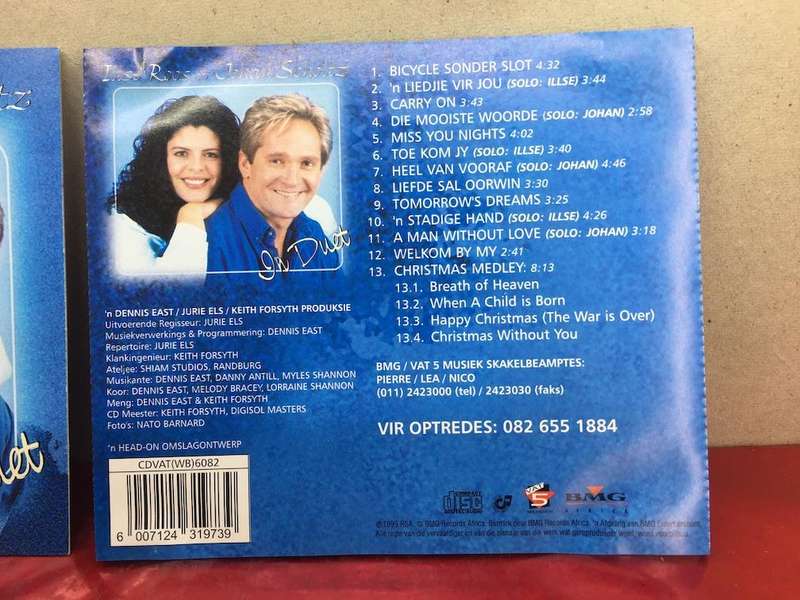 Johan
In Duet
1. BICYCLE SONDER SLOT 4:32
2. 'n LIEDJIE VIR JOU (SOLO: ILLSE) 3:44
3. CARRY ON 3:43
4. DIE MOOISTE WOORDE (SOLO: JOHAN) 2:58
5. MISS YOU NIGHTS 4:02
6. TOE KOM JY (SOLO: ILLSE) 3:40
7. HEEL VAN VOORAF (SOLO: JOHAN) 4:46
8. LIEFDE SAL OORWIN 3:30
9. TOMORROW'S DREAMS 3:25
10. 'n STADIGE HAND (SOLO: ILLSE) 4:26
11. A MAN WITHOUT LOVE (SOLO: JOHAN) 3:18
12. WELKOM BY MY 2:41
13. CHRISTMAS MEDLEY: 8:13
13.1. Breath of Heaven
13.2. When A Child is Born
13.3. Happy Christmas (The War is Over)
13.4. Christmas Without You
BMG / VAT 5 MUSIEK SKAKELBEAMPTES:
PIERRE / LEA / NICO
(011) 2423000 (tel) / 2423030 (faks)
VIR OPTREDES: 082 655 1884
'n DENNIS EAST / JURIE ELS / KEITH FORSYTH PRODUKSIE
Uitvoerende Regisseur: JURIE ELS
Musiekverwerkings & Programmering: DENNIS EAST
Repertoire: JURIE ELS
Klankingenieur: KEITH FORSYTH
Ateljee: SHIAM STUDIOS, RANDBURG
Musikante: DENNIS EAST, DANNY ANTILL, MYLES SHANNON
Koor: DENNIS EAST, MELODY BRACEY, LORRAINE SHANNON
Meng: DENNIS EAST & KEITH FORSYTH
CD Meester: KEITH FORSYTH, DIGISOL MASTERS
Foto's: NATO BARNARD
'n HEAD-ON OMSLAGONTWERP
CDVAT(WB)6082
6 007124 319739
COMPACT
disc
DIGITAL AUDIO
VAT
5
BMG
AFRICA
BMG Records Africa.